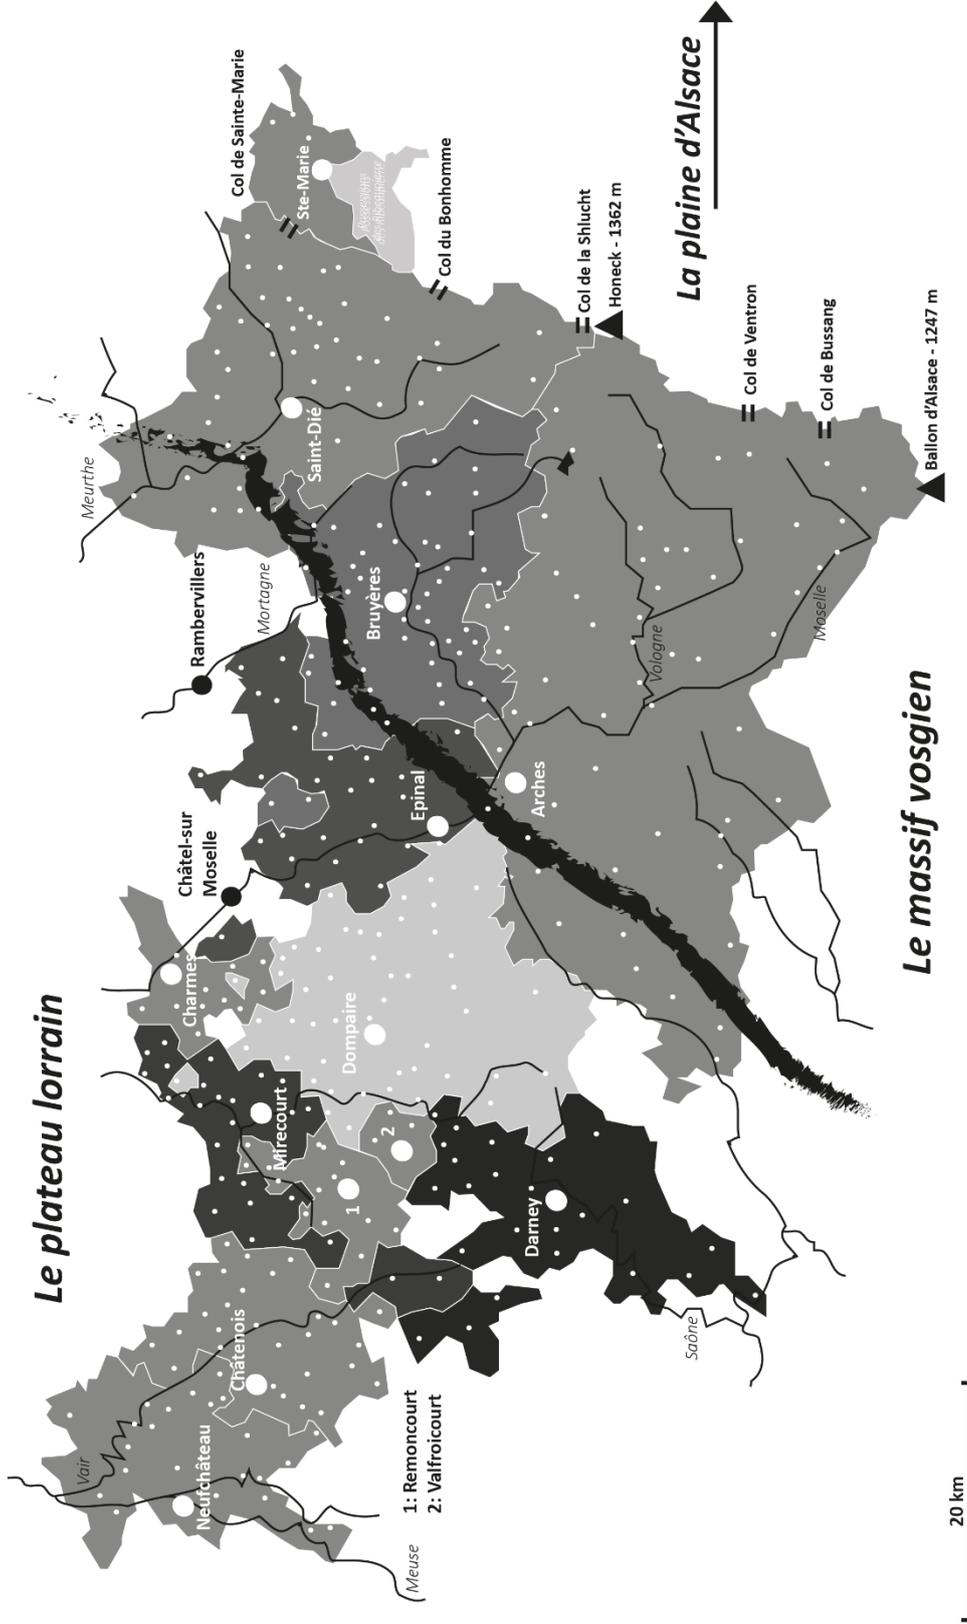 Le plateau lorrain
Vair
Meurthe
Neufchâteau
Charmes
Châtel-sur
Moselle
Rambervillers
Col de Sainte-Marie
Châtenois
Mirecourt
Mortagne
Saint-Dié
Ste-Marie
Possessions
des Ribeaupierre
1
Dompaire
2
Bruyères
Epinal
Col du Bonhomme
1: Remoncourt
2: Valfroicourt
Meuse
Darney
Arches
Col de la Shlucht
Honeck - 1362 m
Vologne
La plaine d'Alsace
Saône
Col de Ventron
Moselle
Col de Bussang
Le massif vosgien
Ballon d'Alsace - 1247 m
20 km